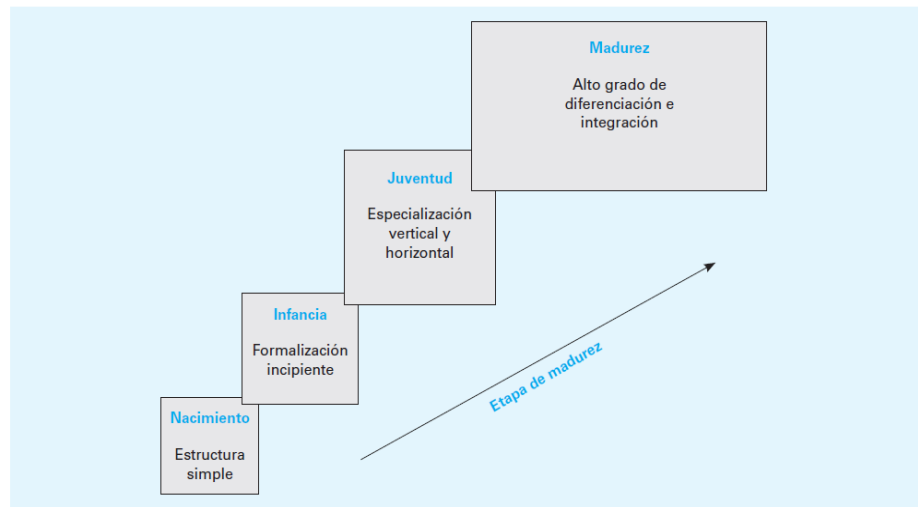 Madurez
Alto grado de
diferenciación e
integración
Juventud
Especialización
vertical y
horizontal
Infancia
Formalización
incipiente
Etapa de madurez
Nacimiento
Estructura
simple